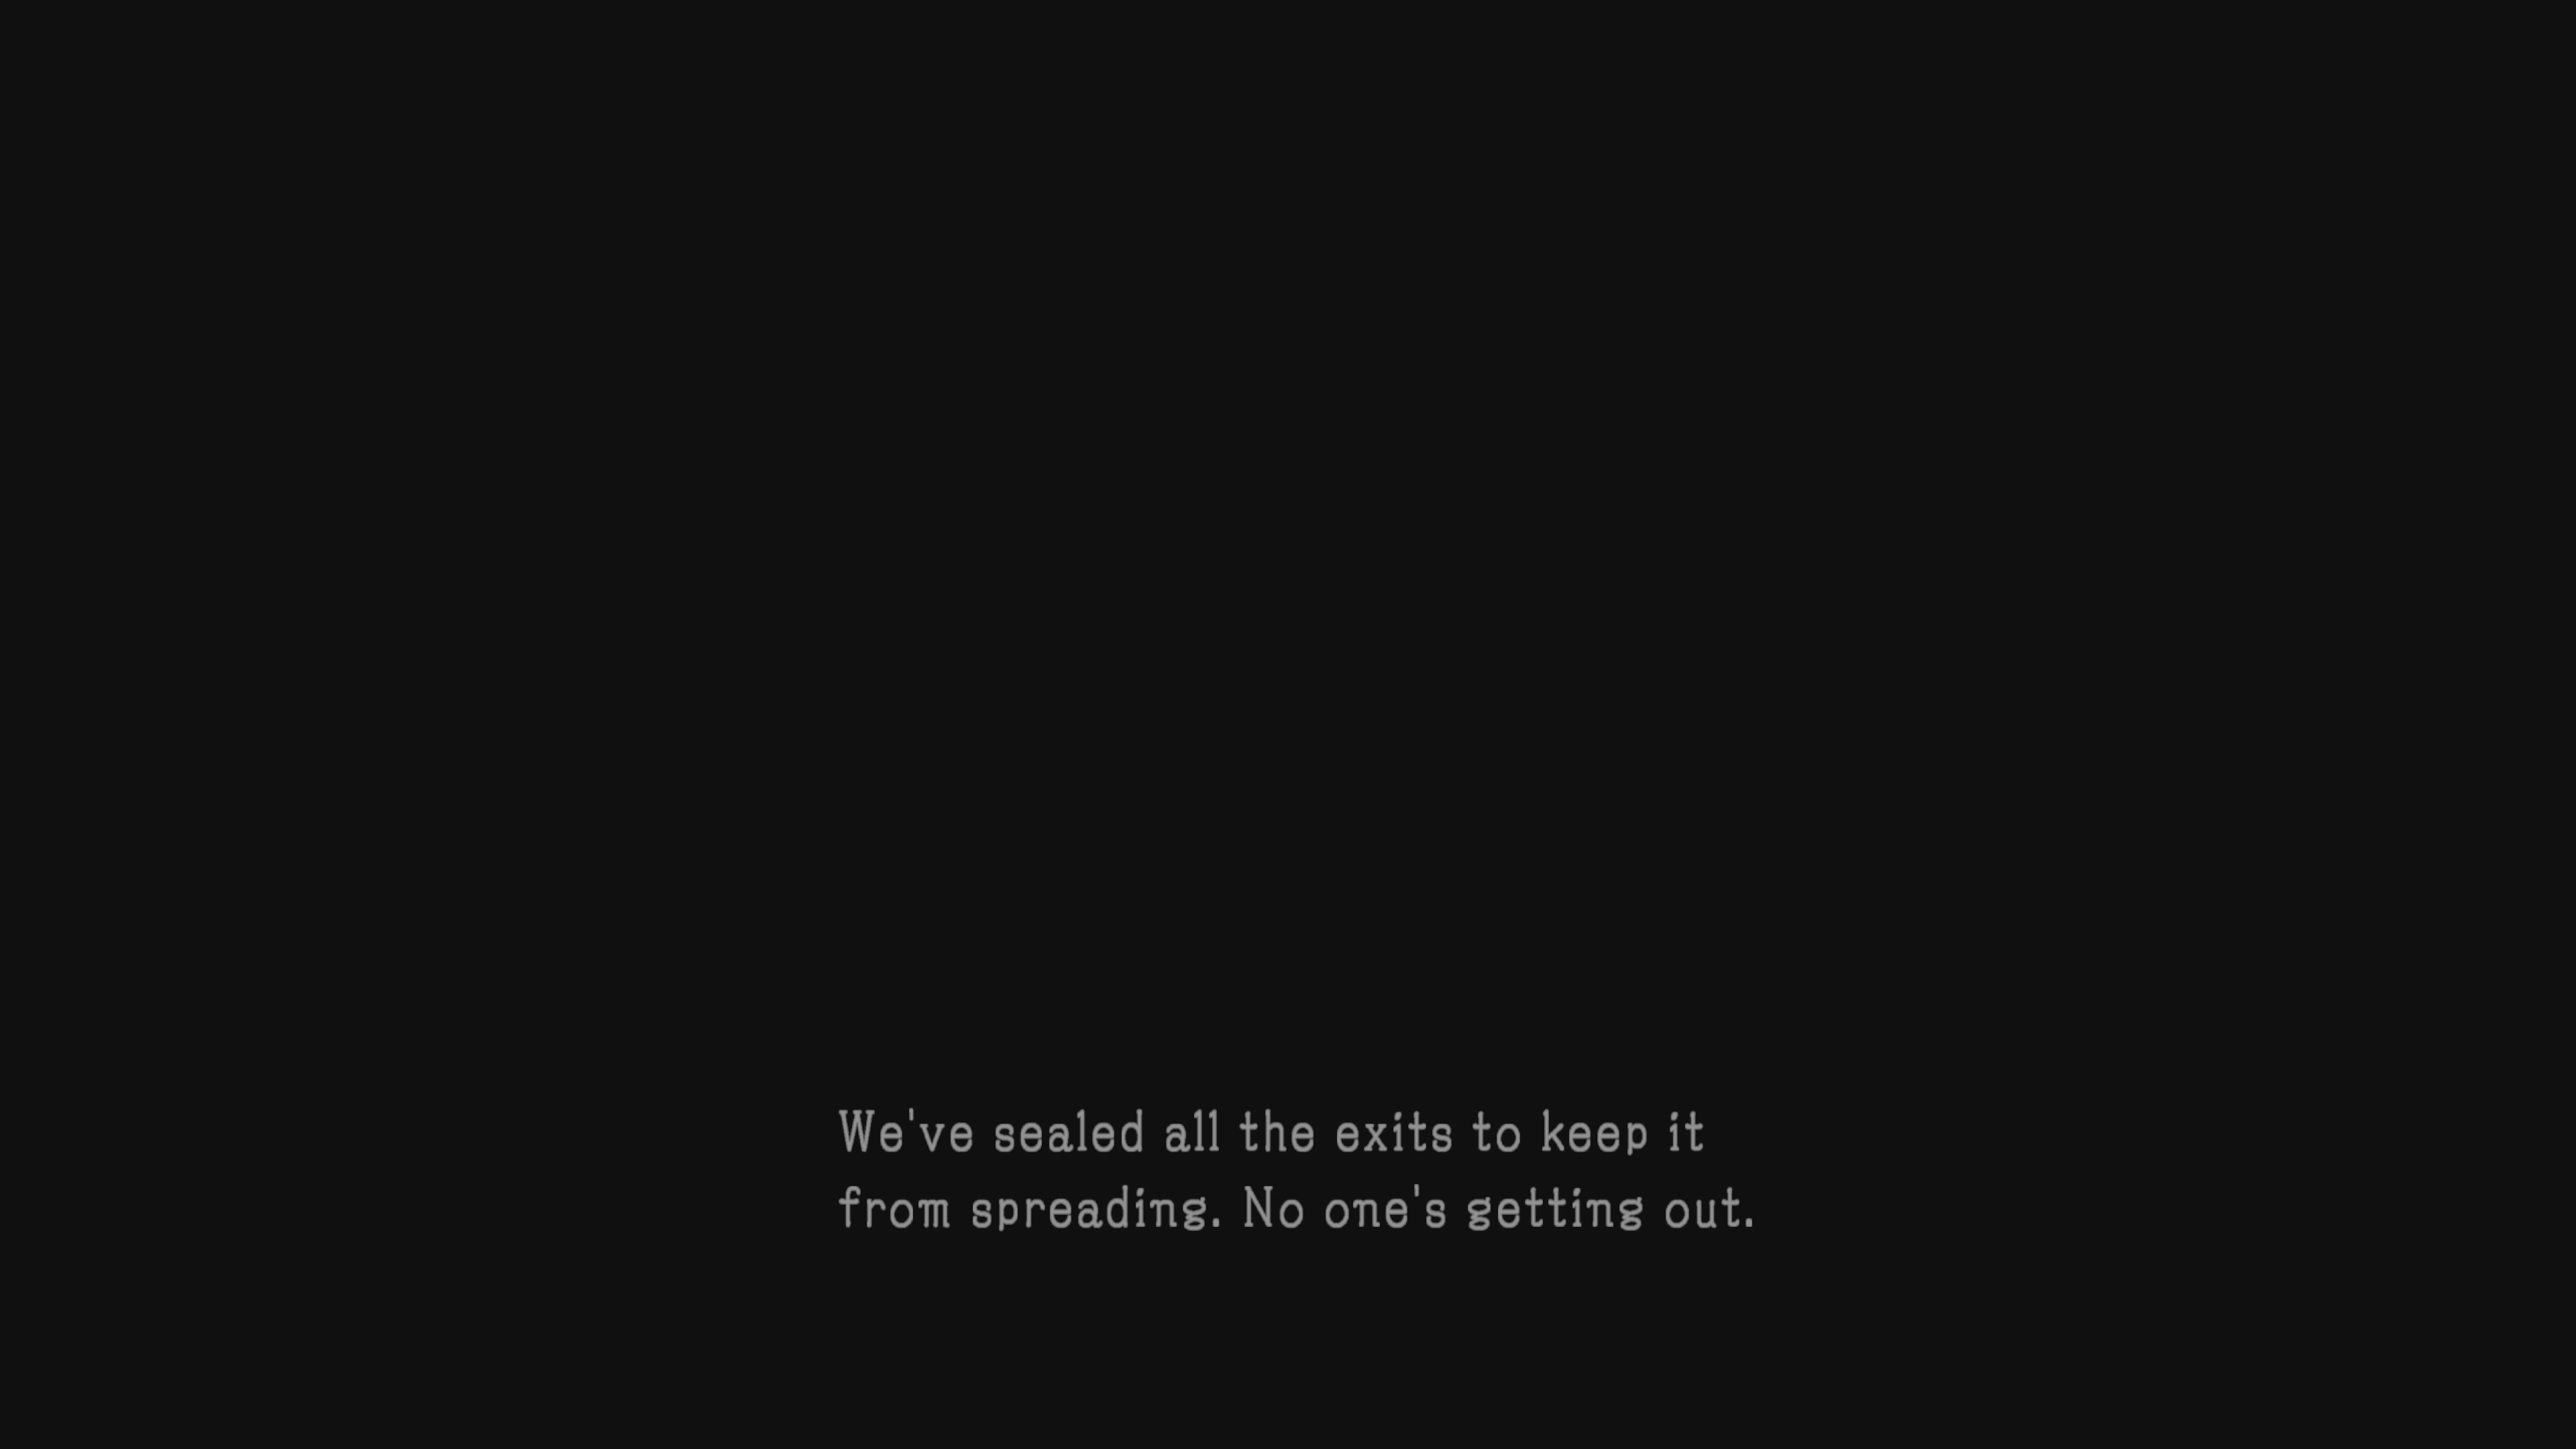 We've sealed all the exits to keep it
from spreading. No one's getting out.